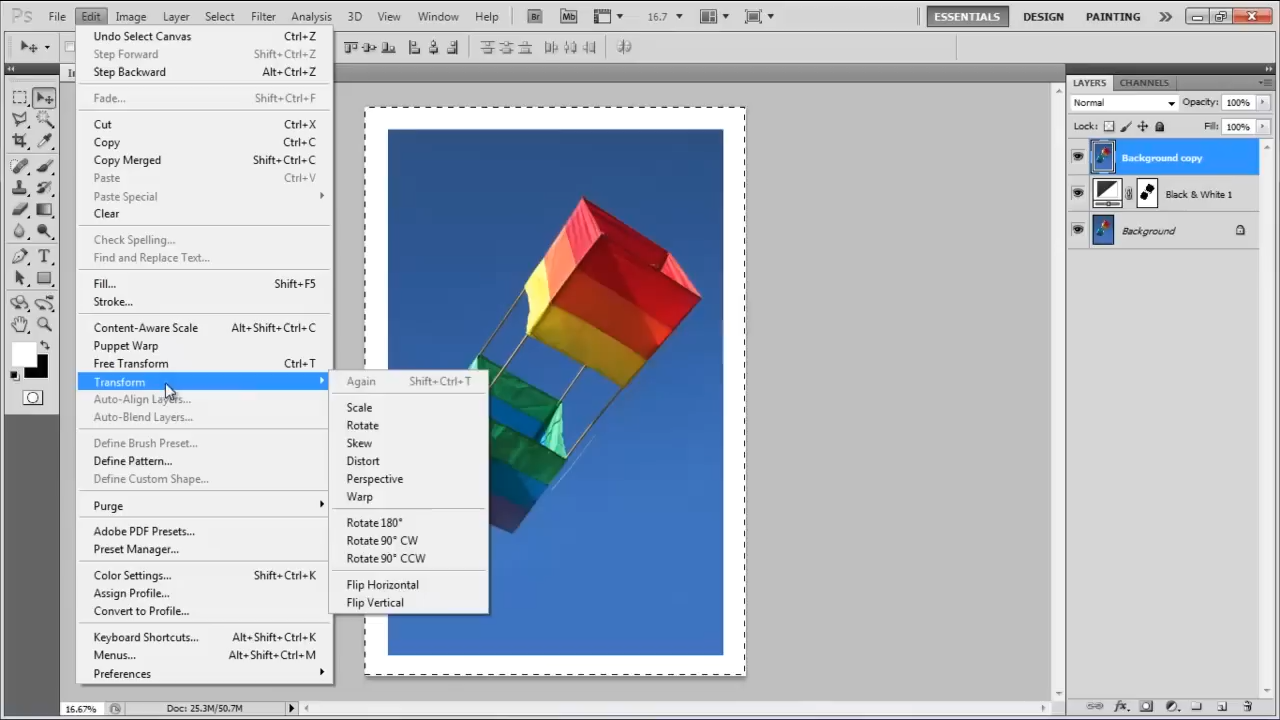 Ps File Edit Image Layer Select Filter Analysis 3D View Window Help Br Mb 16.7 ESSENTIALS DESIGN PAINTING
Undo Select Canvas Ctrl+Z
Step Forward Shift+Ctrl+Z
Step Backward Alt+Ctrl+Z
Fade... Shift+Ctrl+F
Cut Ctrl+X
Copy Ctrl+C
Copy Merged Shift+Ctrl+C
Paste Ctrl+V
Paste Special
Clear
Check Spelling...
Find and Replace Text...
Fill... Shift+F5
Stroke...
Content-Aware Scale Alt+Shift+Ctrl+C
Puppet Warp
Free Transform Ctrl+T
Transform
Auto-Align Layers...
Auto-Blend Layers...
Define Brush Preset...
Define Pattern...
Define Custom Shape...
Purge
Adobe PDF Presets...
Preset Manager...
Color Settings... Shift+Ctrl+K
Assign Profile...
Convert to Profile...
Keyboard Shortcuts... Alt+Shift+Ctrl+K
Menus... Alt+Shift+Ctrl+M
Preferences
Again Shift+Ctrl+T
Scale
Rotate
Skew
Distort
Perspective
Warp
Rotate 180°
Rotate 90° CW
Rotate 90° CCW
Flip Horizontal
Flip Vertical
LAYERS CHANNELS
Normal Opacity: 100%
Lock: Fill: 100%
Background copy
Black & White 1
Background
16.67% Doc: 25.3M/50.7M